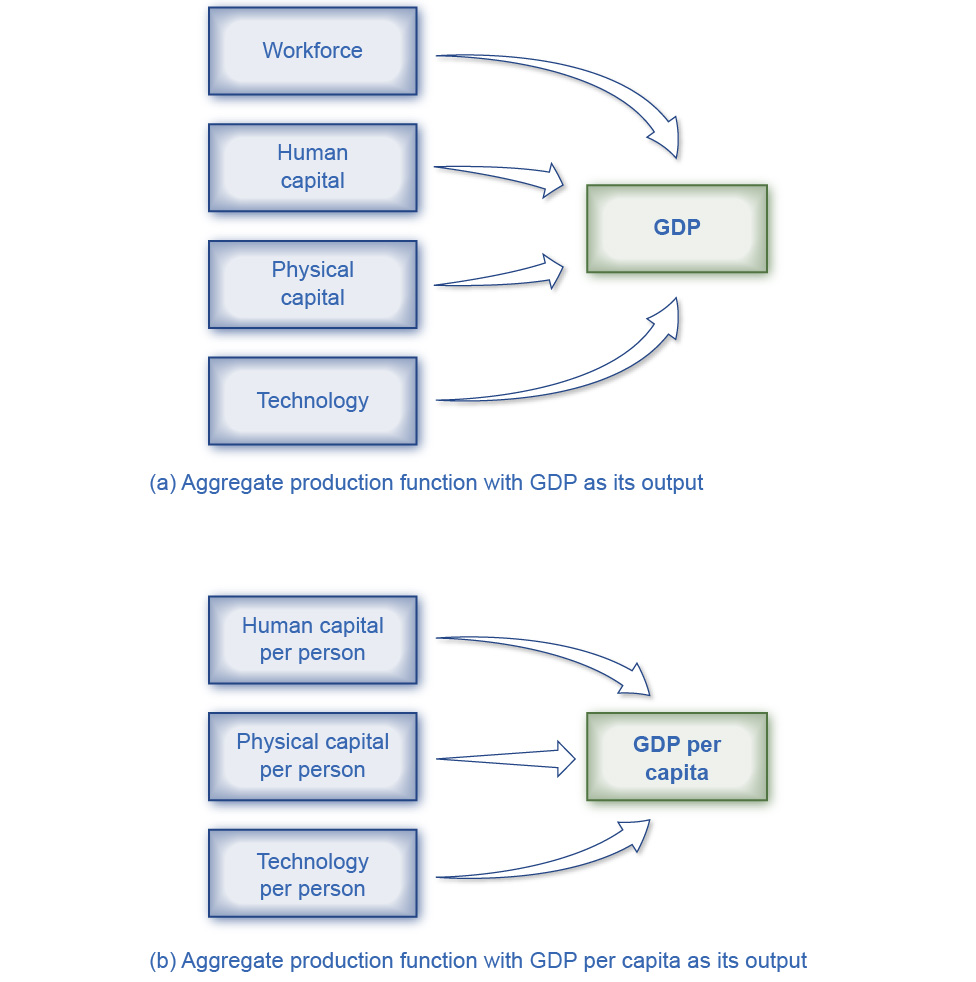 Workforce
Human
capital
Physical
capital
Technology
GDP
(a) Aggregate production function with GDP as its output
Human capital
per person
Physical capital
per person
Technology
per person
GDP per
capita
(b) Aggregate production function with GDP per capita as its output